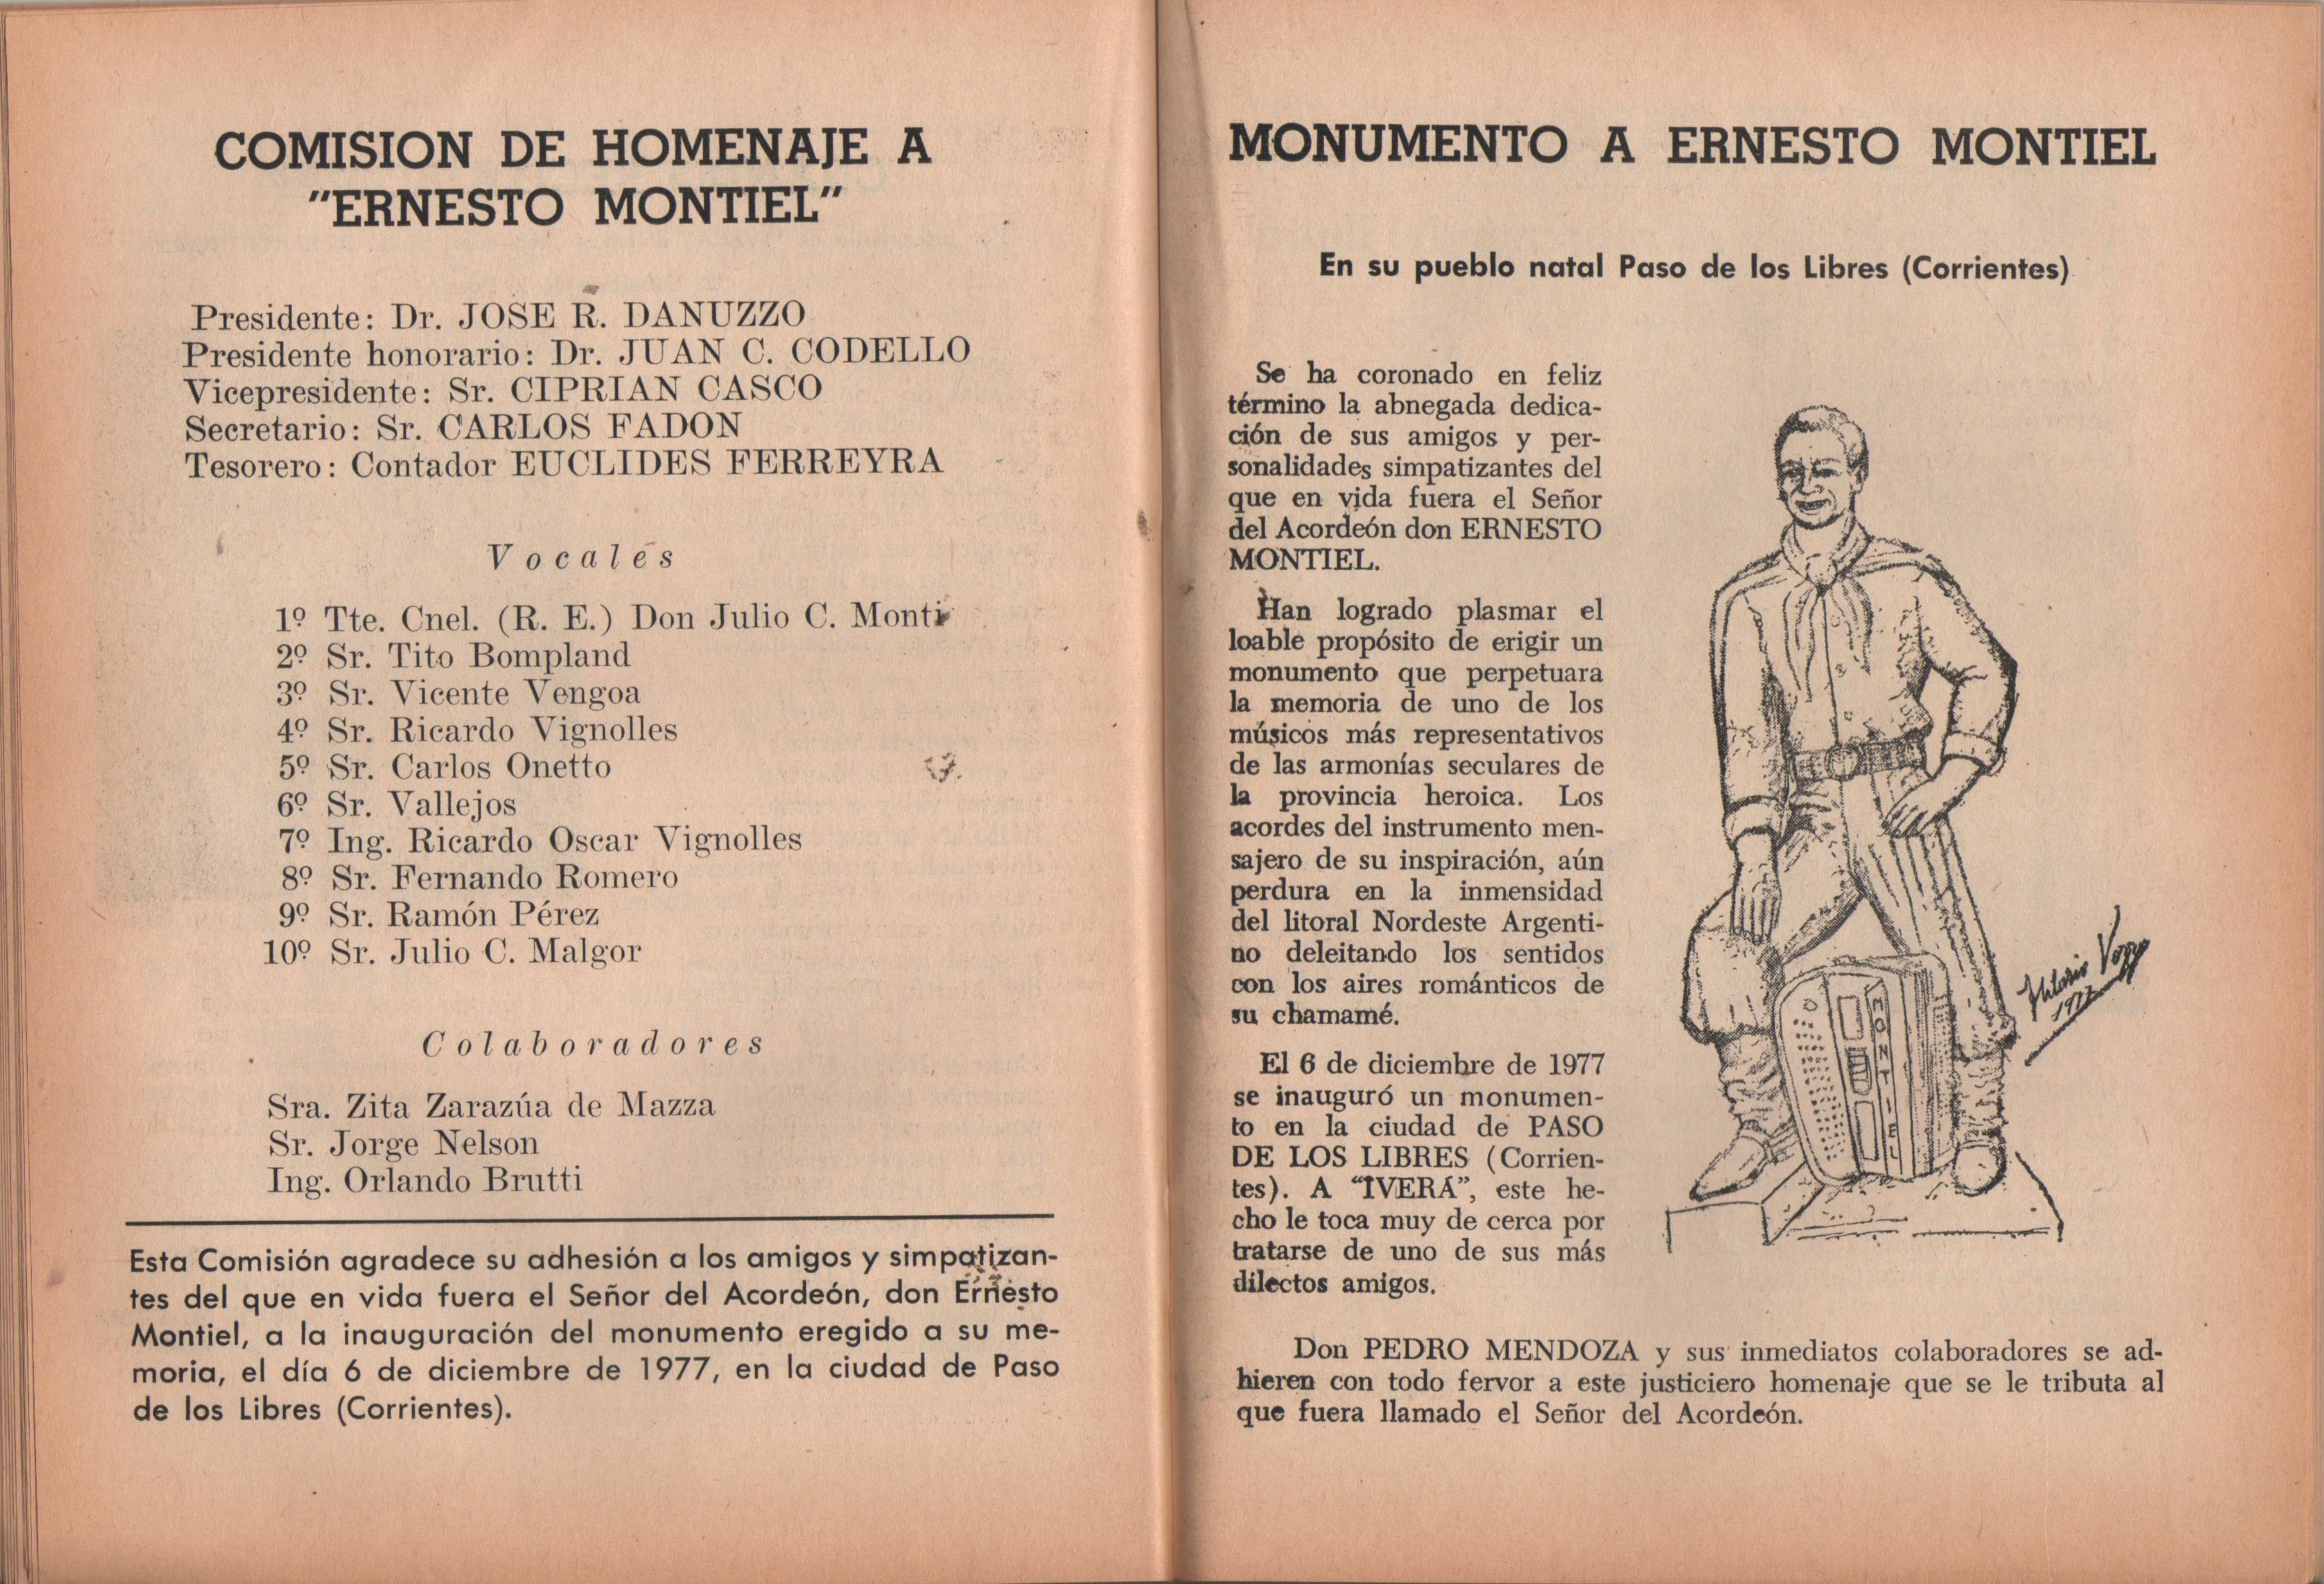 COMISION DE HOMENAJE A
"ERNESTO MONTIEL"
Presidente: Dr. JOSE R. DANUZZO
Presidente honorario: Dr. JUAN C. CODELLO
Vicepresidente: Sr. CIPRIAN CASCO
Secretario: Sr. CARLOS FADON
Tesorero: Contador EUCLIDES FERREYRA
Vocales
1º Tte. Cnel. (R. E.) Don Julio C. Monti
2º Sr. Tito Bompland
3º Sr. Vicente Vengoa
4º Sr. Ricardo Vignolles
5º Sr. Carlos Onetto
6º Sr. Vallejos
7º Ing. Ricardo Oscar Vignolles
8º Sr. Fernando Romero
9º Sr. Ramón Pérez
10º Sr. Julio C. Malgor
Colaboradores
Sra. Zita Zarazúa de Mazza
Sr. Jorge Nelson
Ing. Orlando Brutti
Esta Comisión agradece su adhesión a los amigos y simpatizan-
tes del que en vida fuera el Señor del Acordeón, don Ernesto
Montiel, a la inauguración del monumento eregido a su me-
moria, el día 6 de diciembre de 1977, en la ciudad de Paso
de los Libres (Corrientes).
MONUMENTO A ERNESTO MONTIEL
En su pueblo natal Paso de los Libres (Corrientes)
Se ha coronado en feliz
término la abnegada dedica-
ción de sus amigos y per-
sonalidades simpatizantes del
que en vida fuera el Señor
del Acordeón don ERNESTO
MONTIEL.
Han logrado plasmar el
loable propósito de erigir un
monumento que perpetuara
la memoria de uno de los
músicos más representativos
de las armonías seculares de
la provincia heroica. Los
acordes del instrumento men-
sajero de su inspiración, aún
perdura en la inmensidad
del litoral Nordeste Argenti-
no deleitando los sentidos
con los aires románticos de
su chamamé.
El 6 de diciembre de 1977
se inauguró un monumen-
to en la ciudad de PASO
DE LOS LIBRES (Corrien-
tes). A “IVERÁ”, este he-
cho le toca muy de cerca por
tratarse de uno de sus más
dilectos amigos.
MONTIEL
1977
Don PEDRO MENDOZA y sus inmediatos colaboradores se ad-
hieren con todo fervor a este justiciero homenaje que se le tributa al
que fuera llamado el Señor del Acordeón.